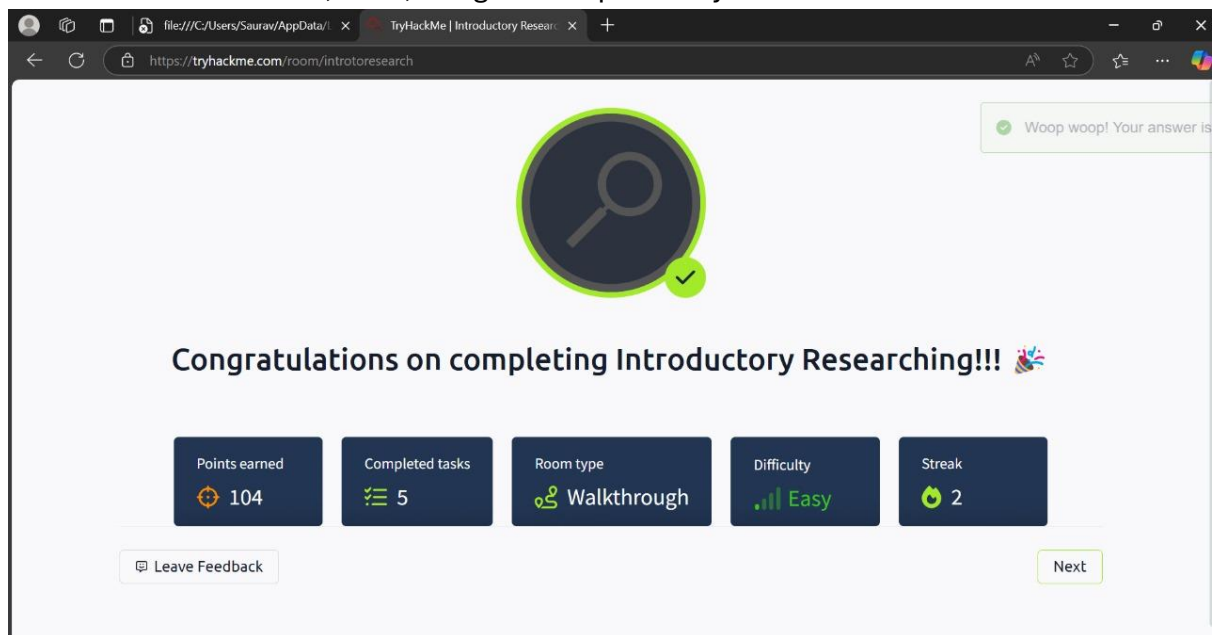 file:///C:/Users/Saurav/AppData/L
TryHackMe | Introductory Researc
https://tryhackme.com/room/introtoresearch
Woop woop! Your answer is
Congratulations on completing Introductory Researching!!! 🎉
Points earned
104
Completed tasks
5
Room type
Walkthrough
Difficulty
Easy
Streak
2
Leave Feedback
Next